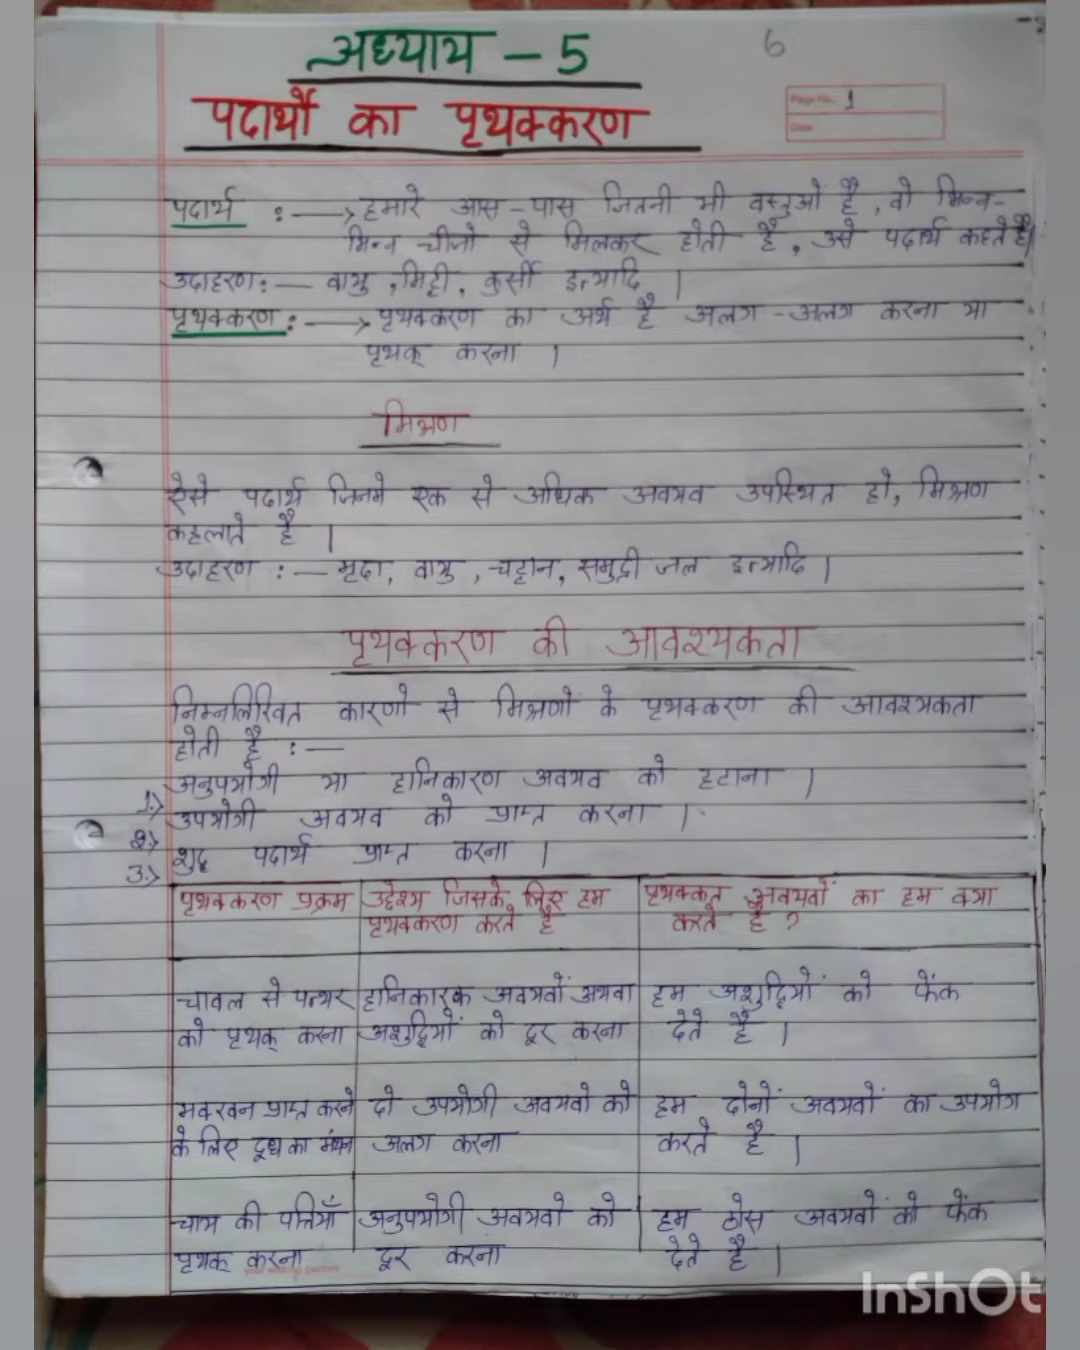 अध्याय - 5
6
पदार्थो का पृथक्करण
Page No. 1
Date
पदार्थ :—> हमारे आस-पास जितनी भी वस्तुओं है, वो भिन्न-
भिन्न चीजो से मिलकर होती है, उसे पदार्थ कहते है।
उदाहरण:— वायु, मिट्टी, कुर्सी इत्यादि।
पृथक्करण:—> पृथक्करण का अर्थ है अलग-अलग करना या
पृथक् करना।
मिश्रण
ऐसे पदार्थ जिनमे एक से अधिक अवयव उपस्थित हो, मिश्रण
कहलाते है।
उदाहरण :— मृदा, वायु, चट्टान, समुद्री जल इत्यादि।
पृथक्करण की आवश्यकता
निम्नलिखित कारणो से मिश्रणों के पृथक्करण की आवश्यकता
होती है :—
1.> अनुपयोगी या हानिकारण अवयव को हटाना।
2.> उपयोगी अवयव को प्राप्त करना।
3.> शुद्ध पदार्थ प्राप्त करना।
पृथक्करण प्रक्रम उद्देश्य जिसके लिए हम पृथक्कत अवयवों का हम क्या
पृथक्करण करते है करते है?
चावल से पत्थर हानिकारक अवयवों अथवा हम अशुद्धियों को फेंक
को पृथक् करना अशुद्धियों को दूर करना देते है।
मक्खन प्राप्त करने दो उपयोगी अवयवो को हम दोनों अवयवों का उपयोग
के लिए दूध का मंथन अलग करना करते है।
चाय की पत्तियाँ अनुपयोगी अवयवो को हम ठोस अवयवों को फेंक
पृथक् करना दूर करना देते है।
InShOt